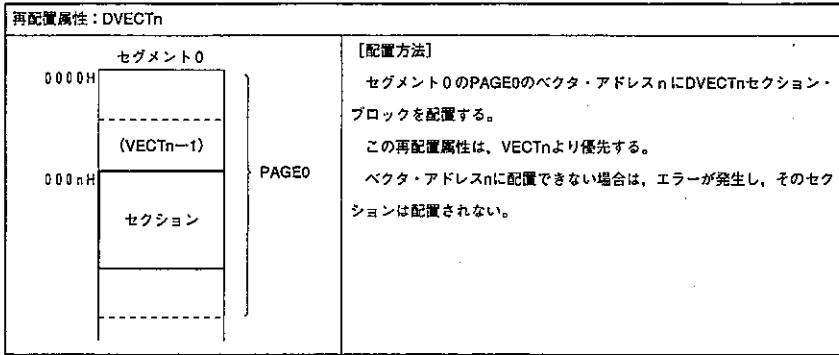 再配置属性：DVECTn
セグメント0
0000H
(VECTn－1)
000nH
PAGE0
セクション
［配置方法］
セグメント0のPAGE0のベクタ・アドレスnにDVECTnセクション・
ブロックを配置する。
この再配置属性は，VECTnより優先する。
ベクタ・アドレスnに配置できない場合は，エラーが発生し，そのセク
ションは配置されない。